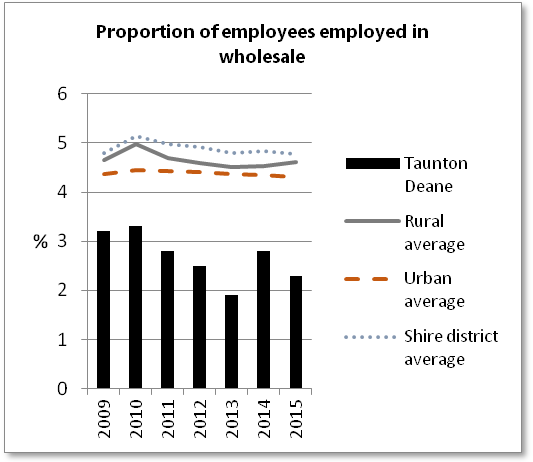 Proportion of employees employed in
wholesale
6
5
4
3
2
1
0
%
2009
2010
2011
2012
2013
2014
2015
Taunton
Deane
Rural
average
Urban
average
Shire district
average